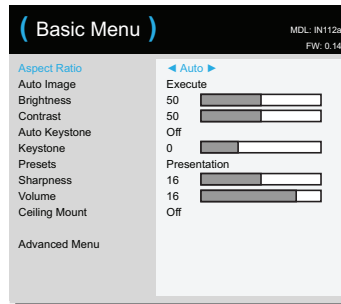 ( Basic Menu )
MDL: IN112a
FW: 0.14
Aspect Ratio ◄ Auto ►
Auto Image Execute
Brightness 50
Contrast 50
Auto Keystone Off
Keystone 0
Presets Presentation
Sharpness 16
Volume 16
Ceiling Mount Off
Advanced Menu